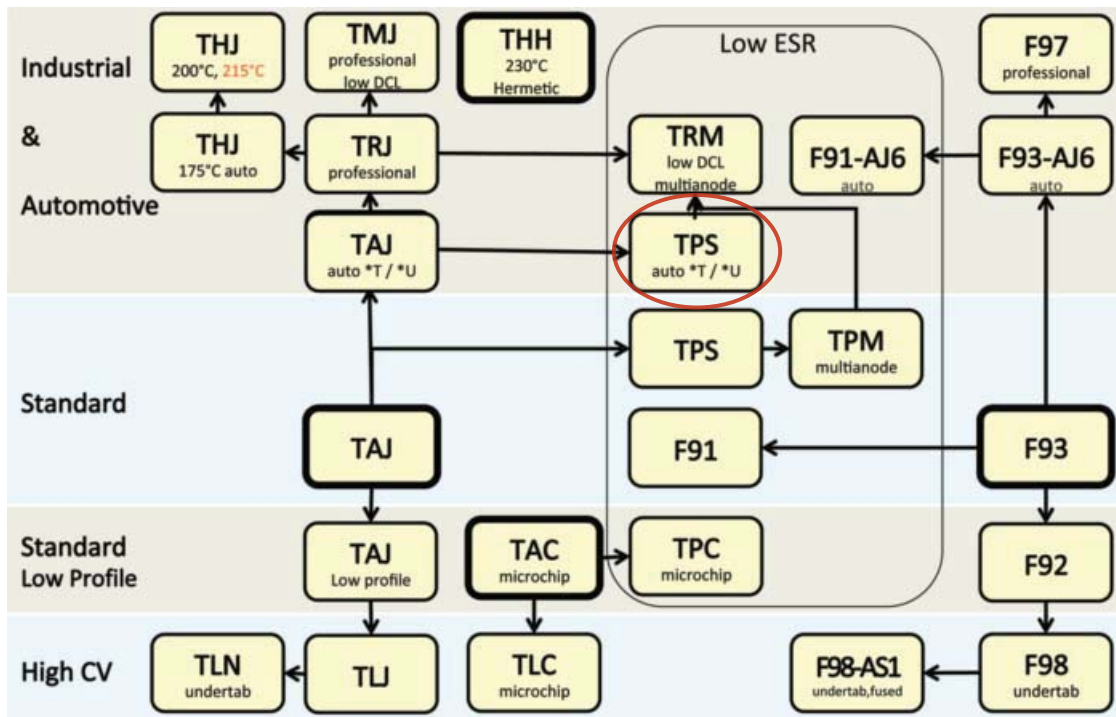 Industrial
&
Automotive
THJ
200°C, 215°C
TMJ
professional
low DCL
THH
230°C
Hermetic
Low ESR
F97
professional
THJ
175°C auto
TRJ
professional
TRM
low DCL
multianode
F91-AJ6
auto
F93-AJ6
auto
TAJ
auto *T / *U
TPS
auto *T / *U
Standard
TPS
TPM
multianode
TAJ
F91
F93
Standard
Low Profile
TAJ
Low profile
TAC
microchip
TPC
microchip
F92
High CV
TLN
undertab
TLJ
TLC
microchip
F98-AS1
undertab,fused
F98
undertab